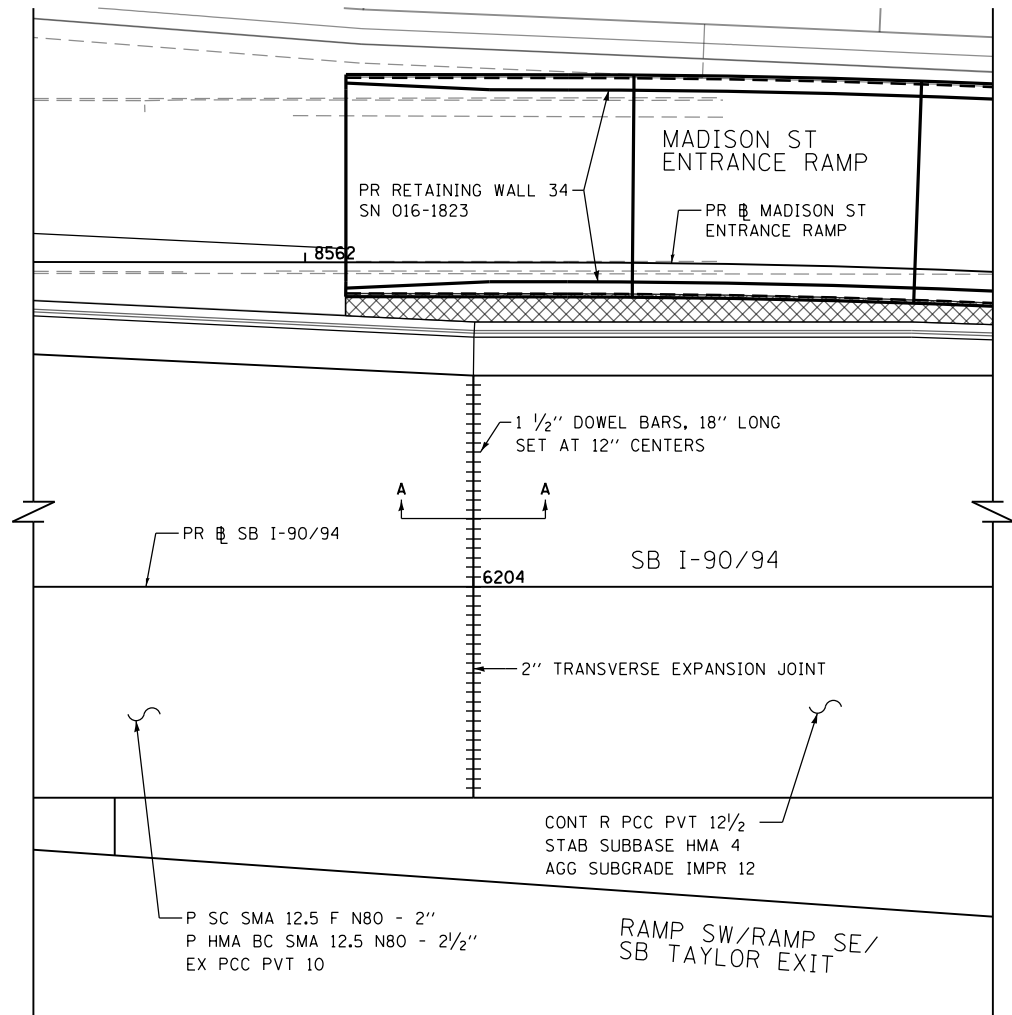 MADISON ST
ENTRANCE RAMP
PR RETAINING WALL 34
SN 016-1823
PR ℄ MADISON ST
ENTRANCE RAMP
8562
1 1/2" DOWEL BARS, 18" LONG
SET AT 12" CENTERS
A A
PR ℄ SB I-90/94
SB I-90/94
6204
2" TRANSVERSE EXPANSION JOINT
CONT R PCC PVT 12 1/2
STAB SUBBASE HMA 4
AGG SUBGRADE IMPR 12
P SC SMA 12.5 F N80 - 2"
P HMA BC SMA 12.5 N80 - 2 1/2"
EX PCC PVT 10
RAMP SW/RAMP SE/
SB TAYLOR EXIT